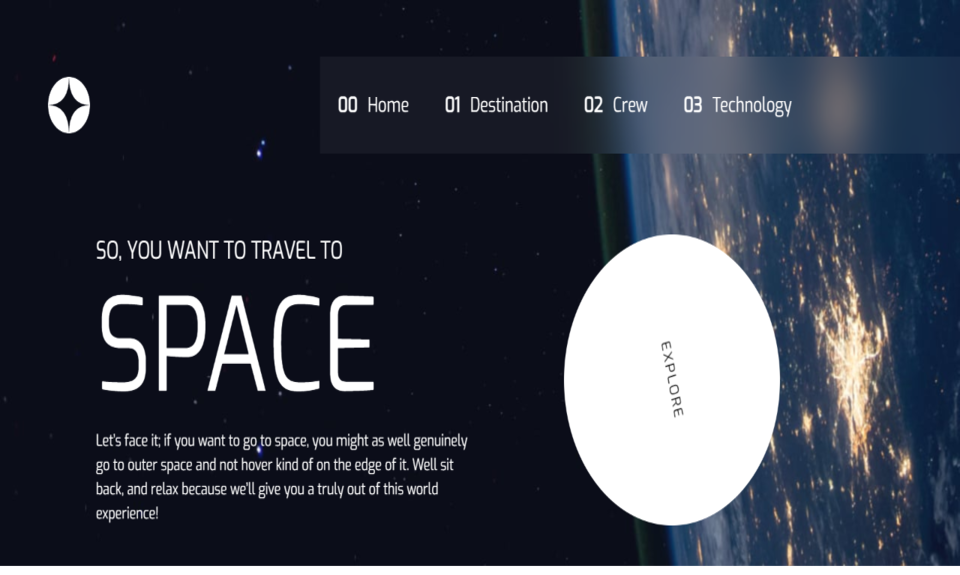 00 Home 01 Destination 02 Crew 03 Technology
SO, YOU WANT TO TRAVEL TO
SPACE
Let's face it; if you want to go to space, you might as well genuinely
go to outer space and not hover kind of on the edge of it. Well sit
back, and relax because we'll give you a truly out of this world
experience!
EXPLORE